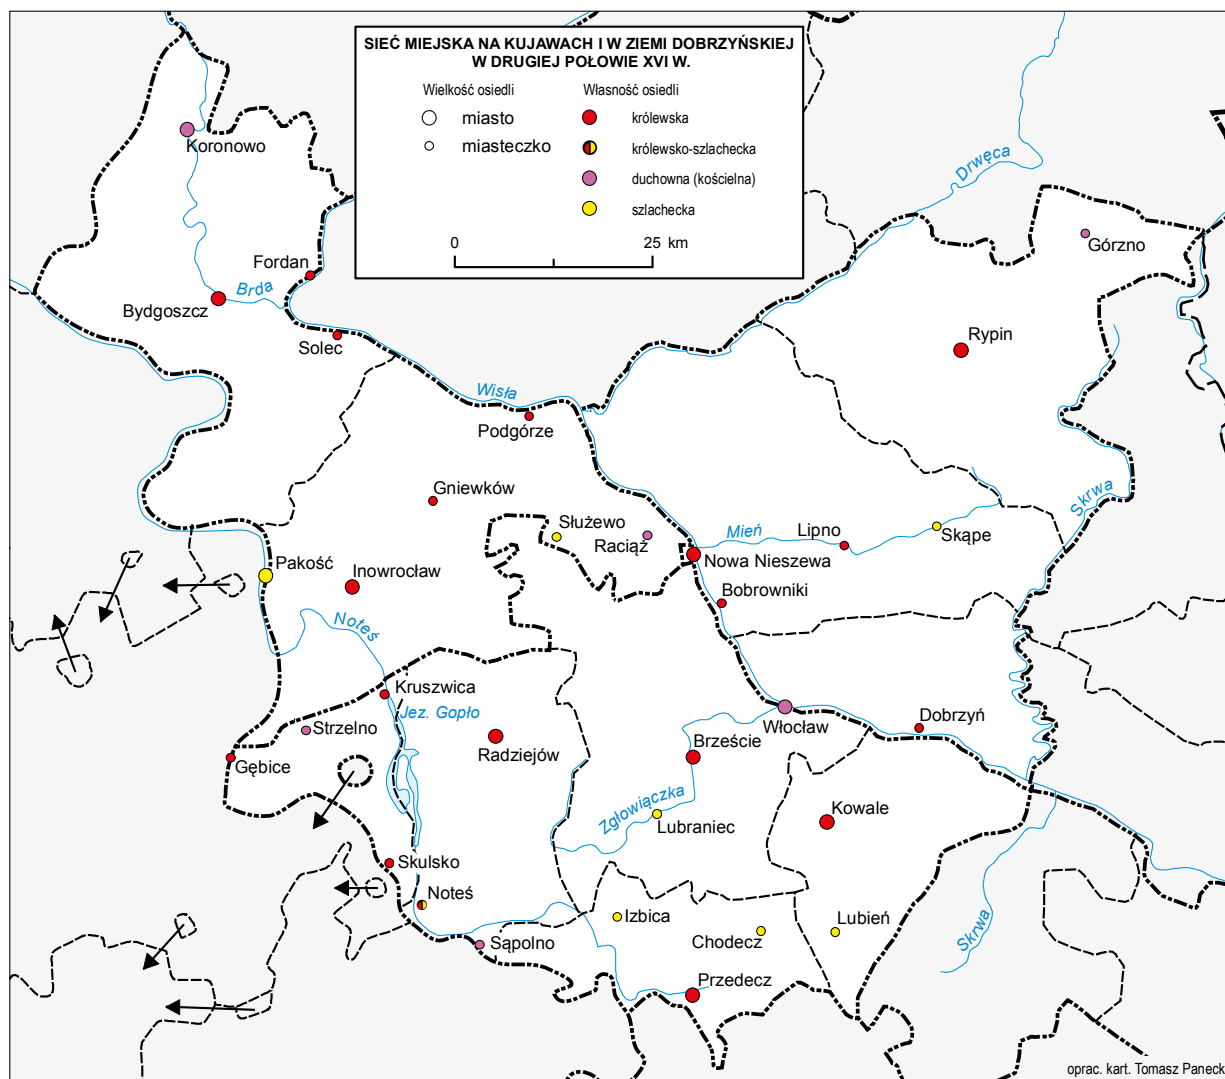 SIEĆ MIEJSKA NA KUJAWACH I W ZIEMI DOBRZYŃSKIEJ
W DRUGIEJ POŁOWIE XVI W.
Wielkość osiedli
miasto
miasteczko
Własność osiedli
królewska
królewsko-szlachecka
duchowna (kościelna)
szlachecka
0 25 km
Koronowo
Drwęca
Górzno
Fordan
Brda
Bydgoszcz
Solec
Rypin
Wisła
Podgórze
Gniewków
Skrwa
Służewo
Raciąż
Mień
Lipno
Skąpe
Nowa Nieszewa
Pakość
Inowrocław
Bobrowniki
Noteś
Kruszwica
Jez. Gopło
Strzelno
Radziejów
Włocław
Dobrzyń
Brzeście
Gębice
Zgłowiączka
Kowale
Lubraniec
Skulsko
Noteś
Izbica
Chodecz
Lubień
Skrwa
Sąpolno
Przedecz
oprac. kart. Tomasz Paneck